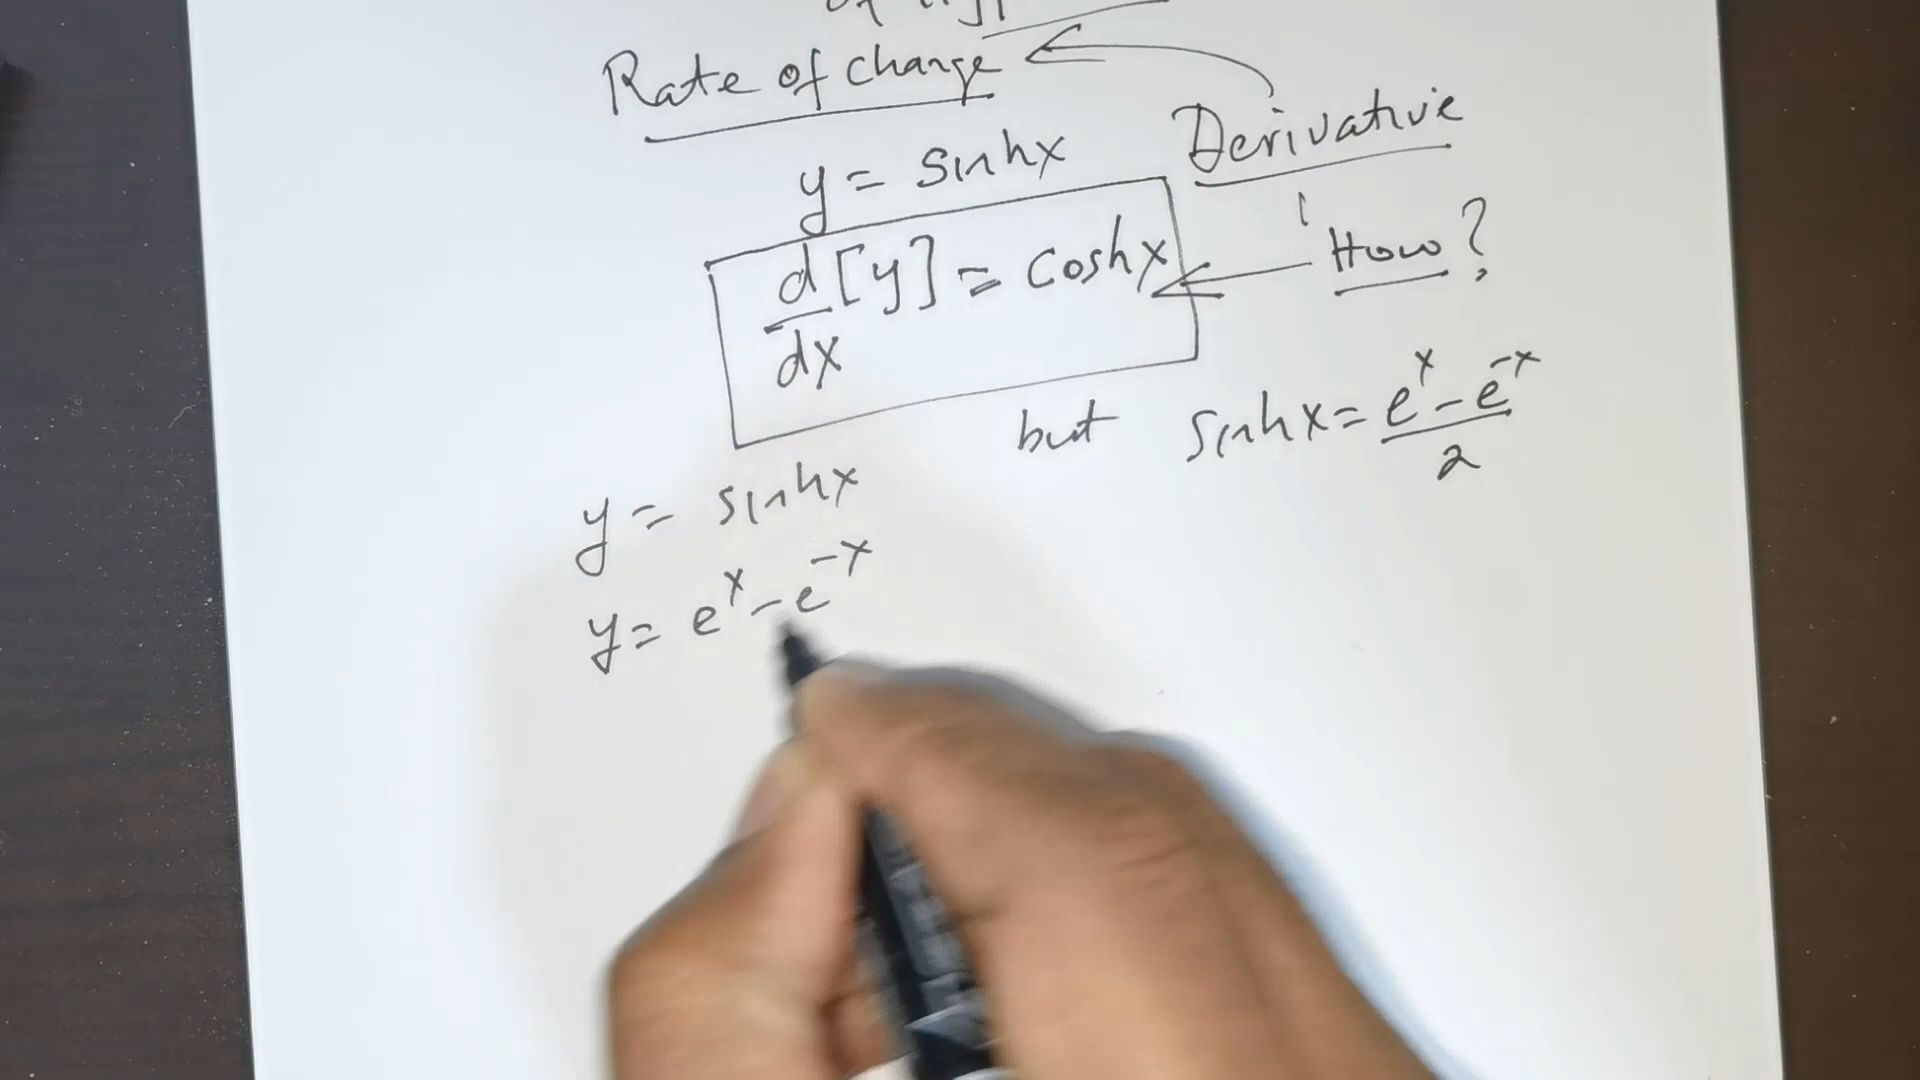 Rate of change
Derivative
y = sinhx
How?
d/dx [y] = coshx
but sinhx = e^x - e^-x / 2
y = sinhx
y = e^x - e^-x